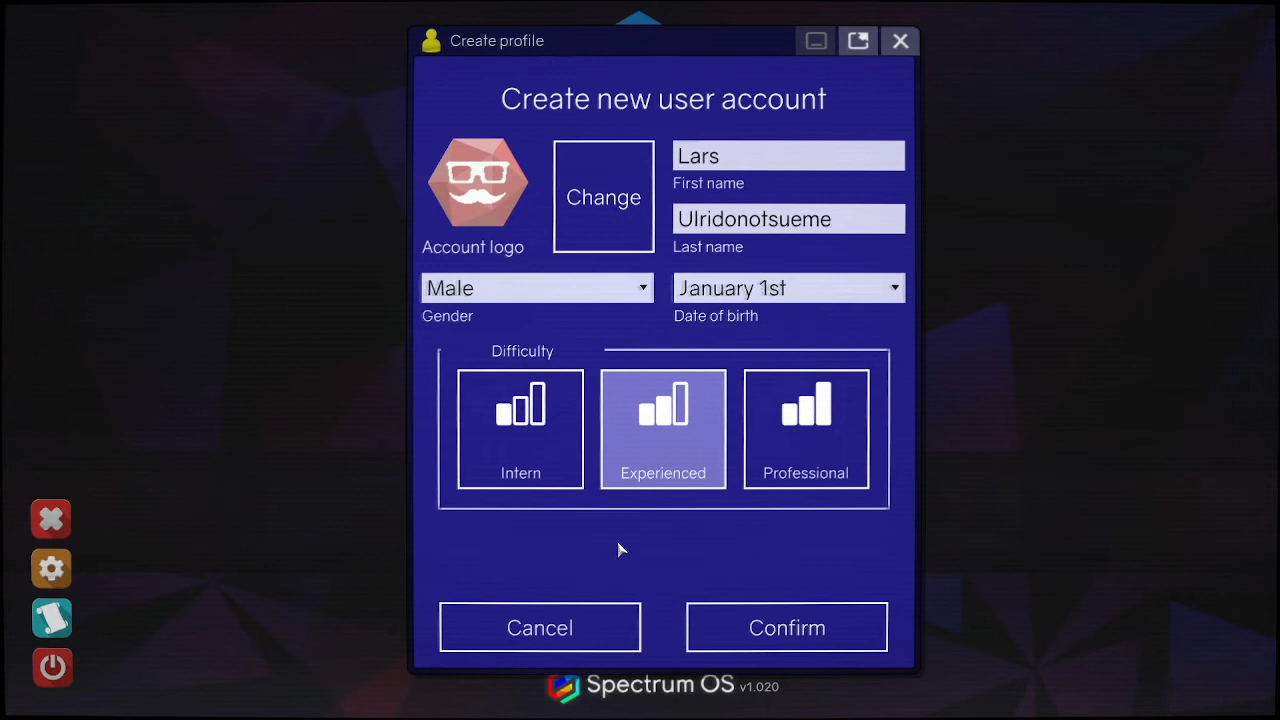 Create profile
Create new user account
Change
Account logo
Lars
First name
Ulridonotsueme
Last name
Male
Gender
January 1st
Date of birth
Difficulty
Intern
Experienced
Professional
Cancel
Confirm
Spectrum OS v1.020